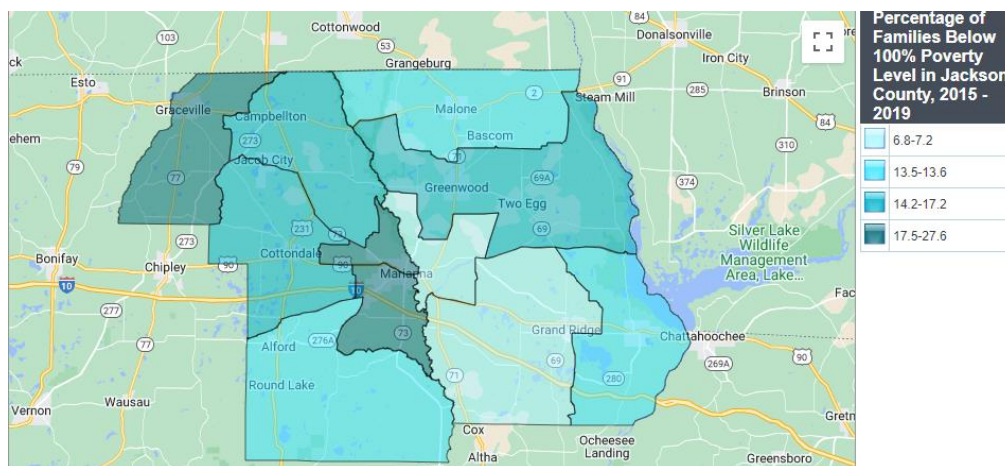 Cottonwood
84
Donalsonville
Percentage of
Families Below
100% Poverty
Level in Jackson
County, 2015 -
2019
103
53
Grangeburg
Iron City
Esto
91
2
Steam Mill
285
Brinson
Graceville
Malone
Campbellton
84
Bascom
273
310
6.8-7.2
79
Jacob City
71
13.5-13.6
77
Greenwood
69A
374
14.2-17.2
Two Egg
231
73
69
17.5-27.6
273
Silver Lake
Wildlife
Management
Area, Lake...
Bonifay
Cottondale
Chipley
90
90
Marianna
10
10
277
73
Grand Ridge
Chattahoochee
77
Alford
276A
69
90
269A
Round Lake
71
280
Vernon
Wausau
Cox
Ocheesee
Landing
Altha
Greensboro